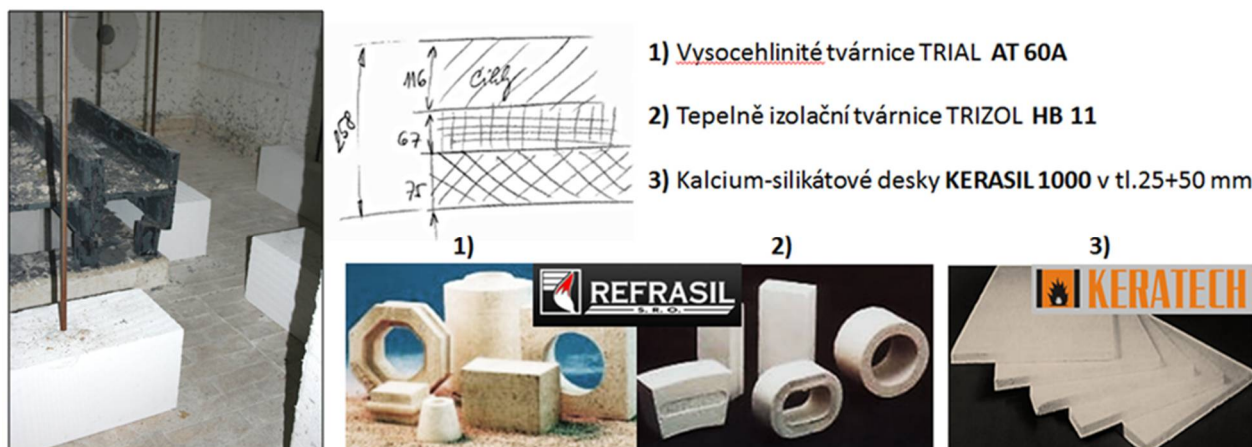 116
Cihly
258
67
75
1) Vysocehlinité tvárnice TRIAL AT 60A
2) Tepelně izolační tvárnice TRIZOL HB 11
3) Kalcium-silikátové desky KERASIL 1000 v tl.25+50 mm
1)
2)
3)
REFRASIL
S.R.O.
KERATECH